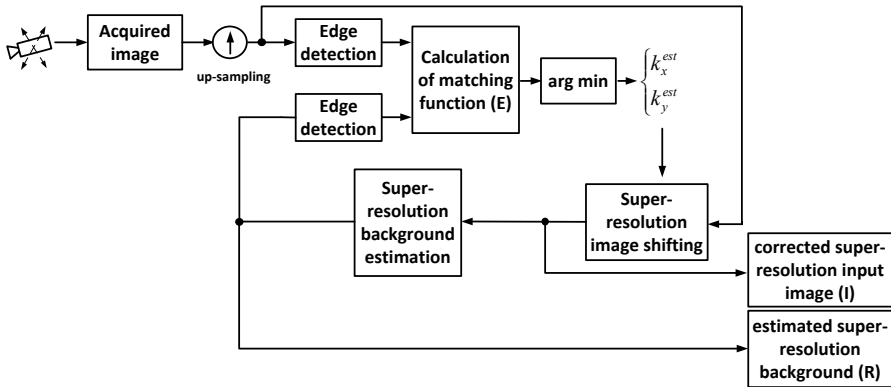 Acquired
image
up-sampling
Edge
detection
Edge
detection
Calculation
of matching
function (E)
arg min
k_x^est
k_y^est
Super-
resolution
background
estimation
Super-
resolution
image shifting
corrected super-
resolution input
image (I)
estimated super-
resolution
background (R)